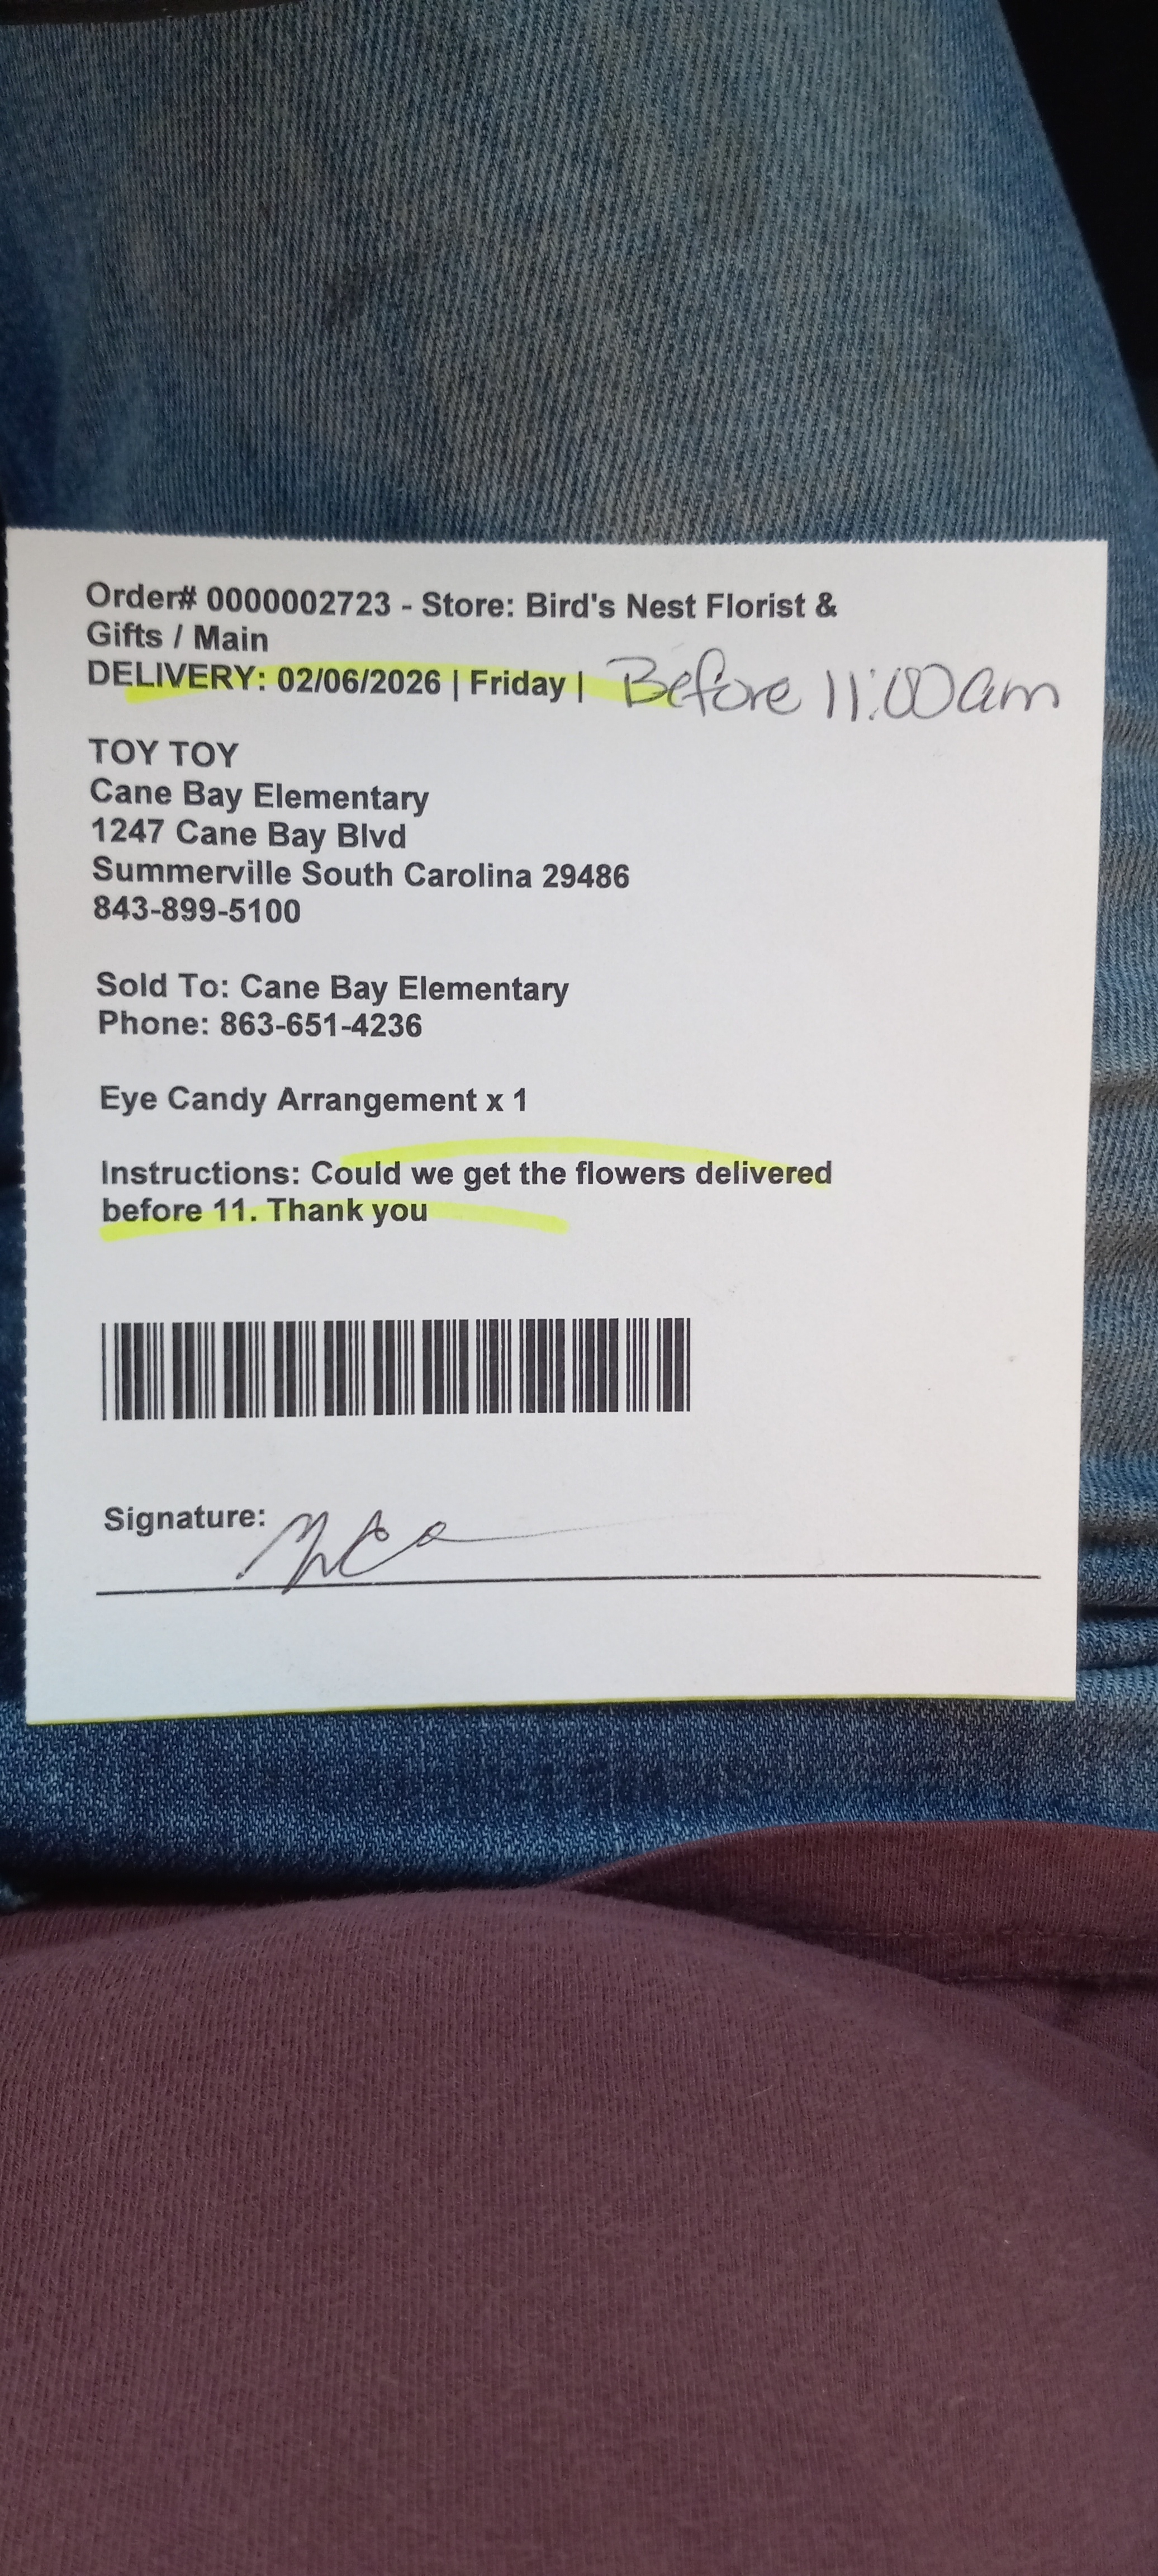 Order# 0000002723 - Store: Bird's Nest Florist &
Gifts / Main
DELIVERY: 02/06/2026 | Friday | Before 11:00am
TOY TOY
Cane Bay Elementary
1247 Cane Bay Blvd
Summerville South Carolina 29486
843-899-5100
Sold To: Cane Bay Elementary
Phone: 863-651-4236
Eye Candy Arrangement x 1
Instructions: Could we get the flowers delivered
before 11. Thank you
Signature: